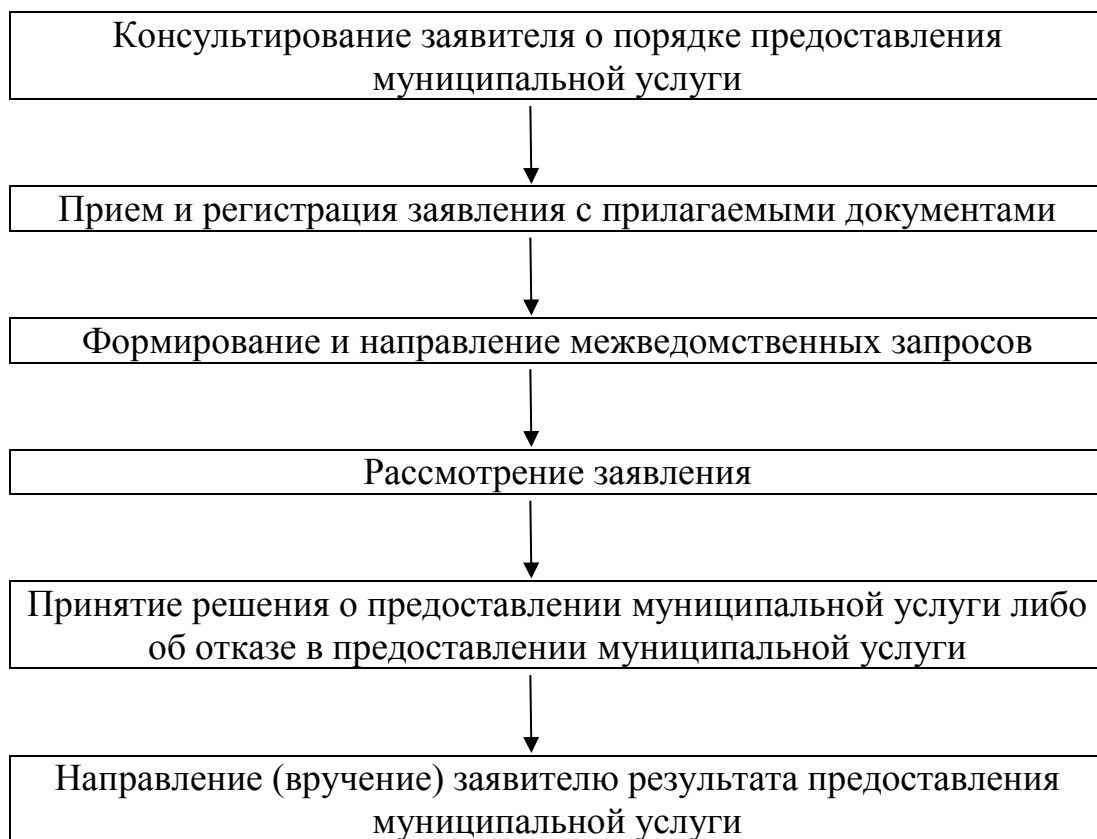 Консультирование заявителя о порядке предоставления
муниципальной услуги
Прием и регистрация заявления с прилагаемыми документами
Формирование и направление межведомственных запросов
Рассмотрение заявления
Принятие решения о предоставлении муниципальной услуги либо
об отказе в предоставлении муниципальной услуги
Направление (вручение) заявителю результата предоставления
муниципальной услуги